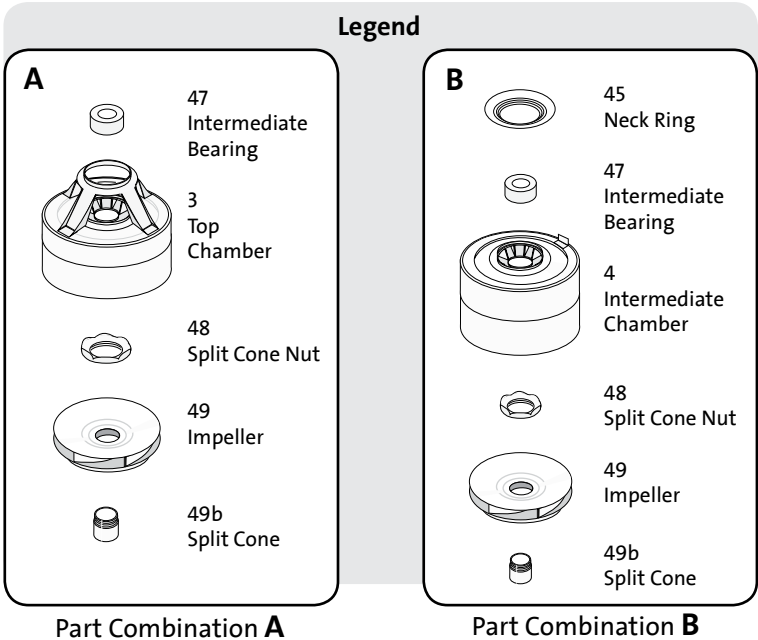 Legend
A
47
Intermediate
Bearing
3
Top
Chamber
48
Split Cone Nut
49
Impeller
49b
Split Cone
Part Combination A
B
45
Neck Ring
47
Intermediate
Bearing
4
Intermediate
Chamber
48
Split Cone Nut
49
Impeller
49b
Split Cone
Part Combination B